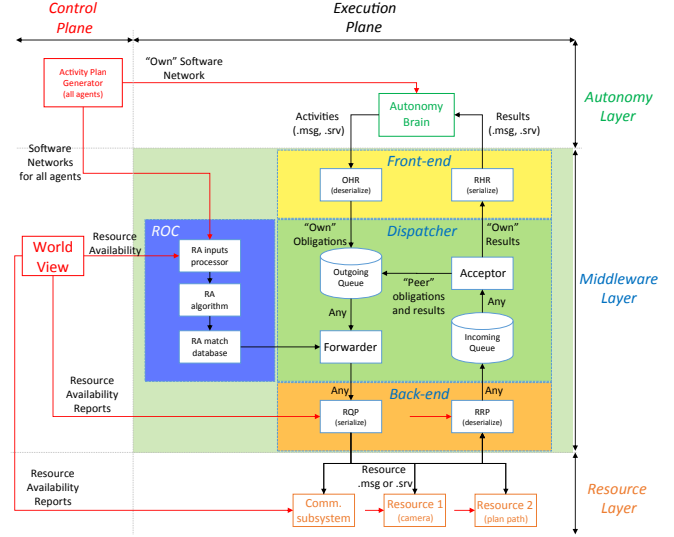 Control
Plane
Execution
Plane
Activity Plan
Generator
(all agents)
"Own" Software
Network
Autonomy
Brain
Autonomy
Layer
Activities
(.msg, .srv)
Results
(.msg, .srv)
Software
Networks
for all agents
Front-end
OHR
(deserialize)
RHR
(serialize)
ROC
"Own"
Obligations
Dispatcher
"Own"
Results
World
View
Resource
Availability
RA inputs
processor
Outgoing
Queue
Acceptor
Middleware
Layer
"Peer"
obligations
and results
RA
algorithm
Any
Any
RA match
database
Forwarder
Incoming
Queue
Resource
Availability
Reports
Any
Back-end
Any
RQP
(serialize)
RRP
(deserialize)
Resource
Availability
Reports
Resource
.msg or .srv
Comm.
subsystem
Resource 1
(camera)
Resource 2
(plan path)
Resource
Layer